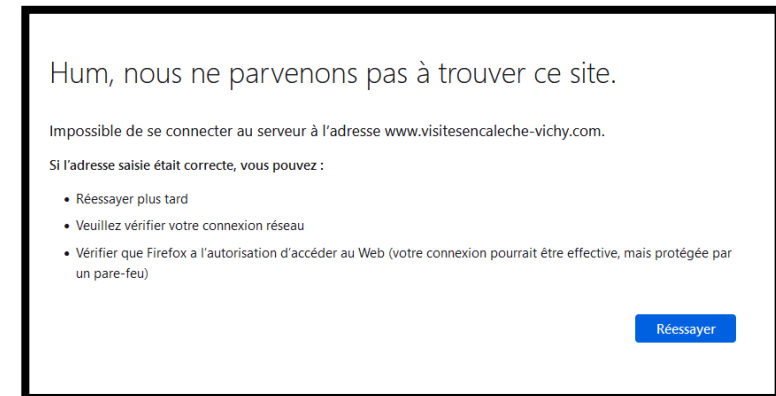 Hum, nous ne parvenons pas à trouver ce site.
Impossible de se connecter au serveur à l’adresse www.visitesencaleche-vichy.com.
Si l’adresse saisie était correcte, vous pouvez :
• Réessayer plus tard
• Veuillez vérifier votre connexion réseau
• Vérifier que Firefox a l’autorisation d’accéder au Web (votre connexion pourrait être effective, mais protégée par
un pare-feu)
Réessayer